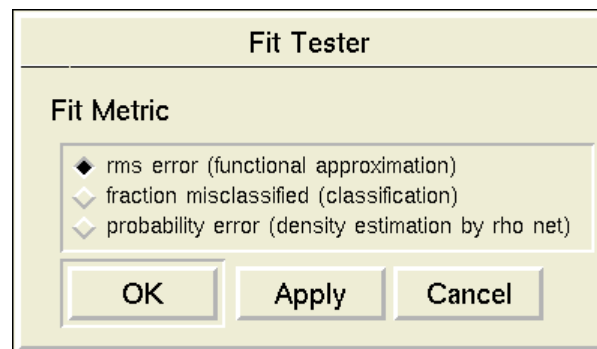 Fit Tester
Fit Metric
rms error (functional approximation)
fraction misclassified (classification)
probability error (density estimation by rho net)
OK Apply Cancel